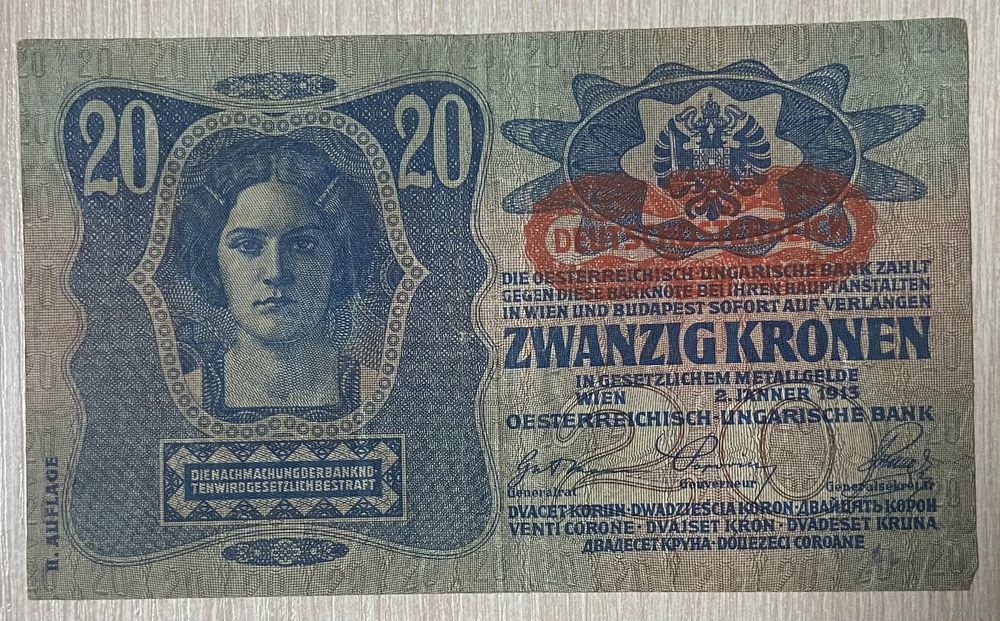 20
20
DEUTSCHÖSTERREICH
DIE OESTERREICHISCH-UNGARISCHE BANK ZAHLT
GEGEN DIESE BANKNOTE BEI IHREN HAUPTANSTALTEN
IN WIEN UND BUDAPEST SOFORT AUF VERLANGEN
ZWANZIG KRONEN
IN GESETZLICHEM METALLGELDE
WIEN 2. JÄNNER 1913
OESTERREICHISCH-UNGARISCHE BANK
20
Generalrat Gouverneur Generalsekretär
DVACET KORUN·DWADZIEŚCIA KORON·ДВАЙЦЯТЬ КОРОН
VENTI CORONE·DVAJSET KRON·DVADESET KRUNA
ДВАДЕСЕТ КРУНА·DOUEZECI COROANE
DIE NACHMACHUNG DER BANKNO-
TEN WIRD GESETZLICH BESTRAFT
II. AUFLAGE